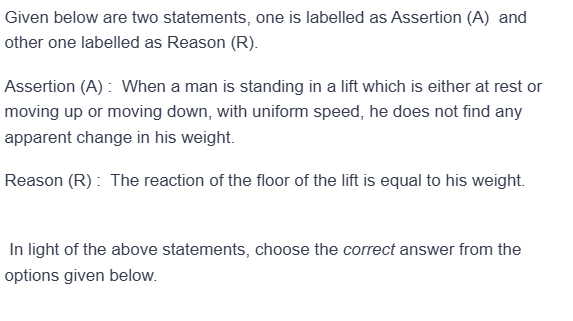 Given below are two statements, one is labelled as Assertion (A) and
other one labelled as Reason (R).
Assertion (A) : When a man is standing in a lift which is either at rest or
moving up or moving down, with uniform speed, he does not find any
apparent change in his weight.
Reason (R) : The reaction of the floor of the lift is equal to his weight.
In light of the above statements, choose the correct answer from the
options given below.